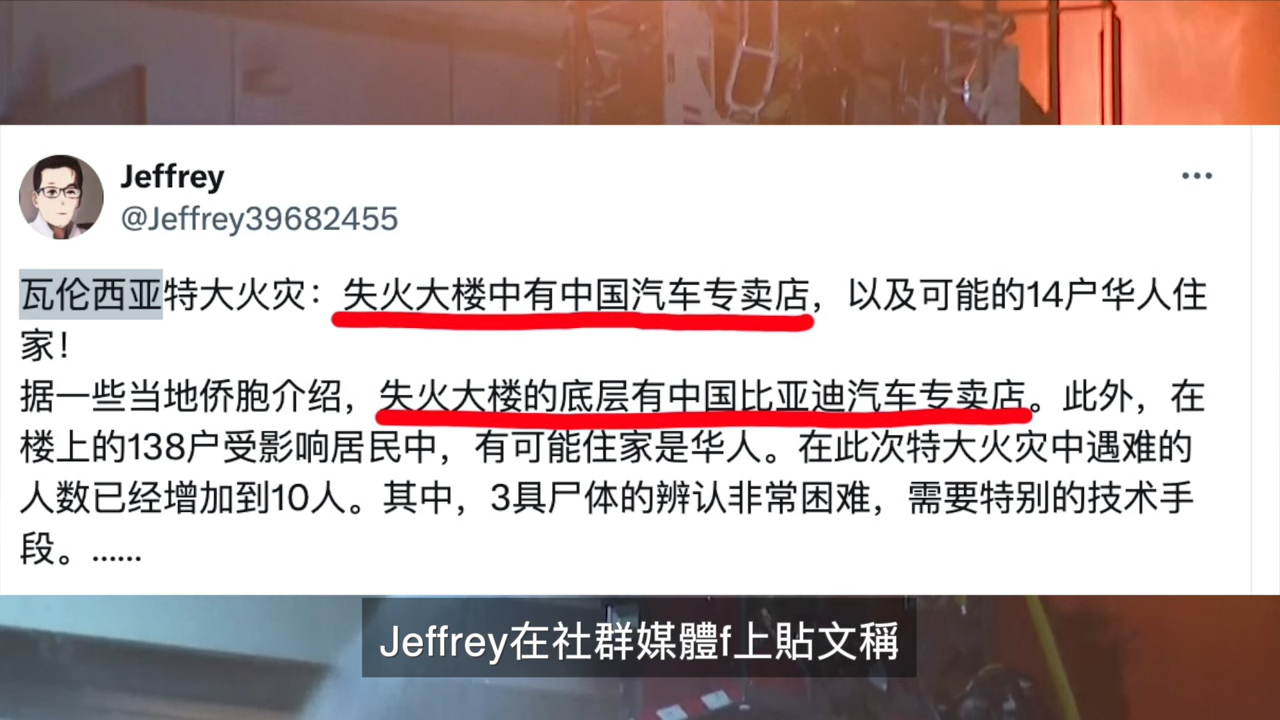 Jeffrey
@Jeffrey39682455
瓦伦西亚特大火灾：失火大楼中有中国汽车专卖店，以及可能的14户华人住
家！
据一些当地侨胞介绍，失火大楼的底层有中国比亚迪汽车专卖店。此外，在
楼上的138户受影响居民中，有可能住家是华人。在此次特大火灾中遇难的
人数已经增加到10人。其中，3具尸体的辨认非常困难，需要特别的技术手
段。......
Jeffrey在社群媒體f上貼文稱